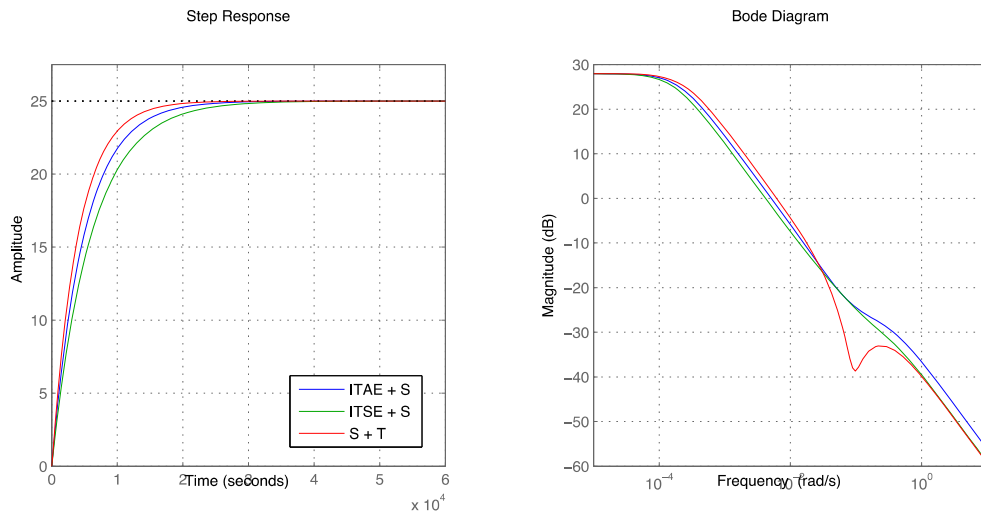 Step Response
25
20
15
10
5
0
Amplitude
ITAE + S
ITSE + S
S + T
0 1 2 3 4 5 6
Time (seconds)
x 10^4
Bode Diagram
30
20
10
0
−10
−20
−30
−40
−50
−60
Magnitude (dB)
10^−4 10^−2 10^0
Frequency (rad/s)